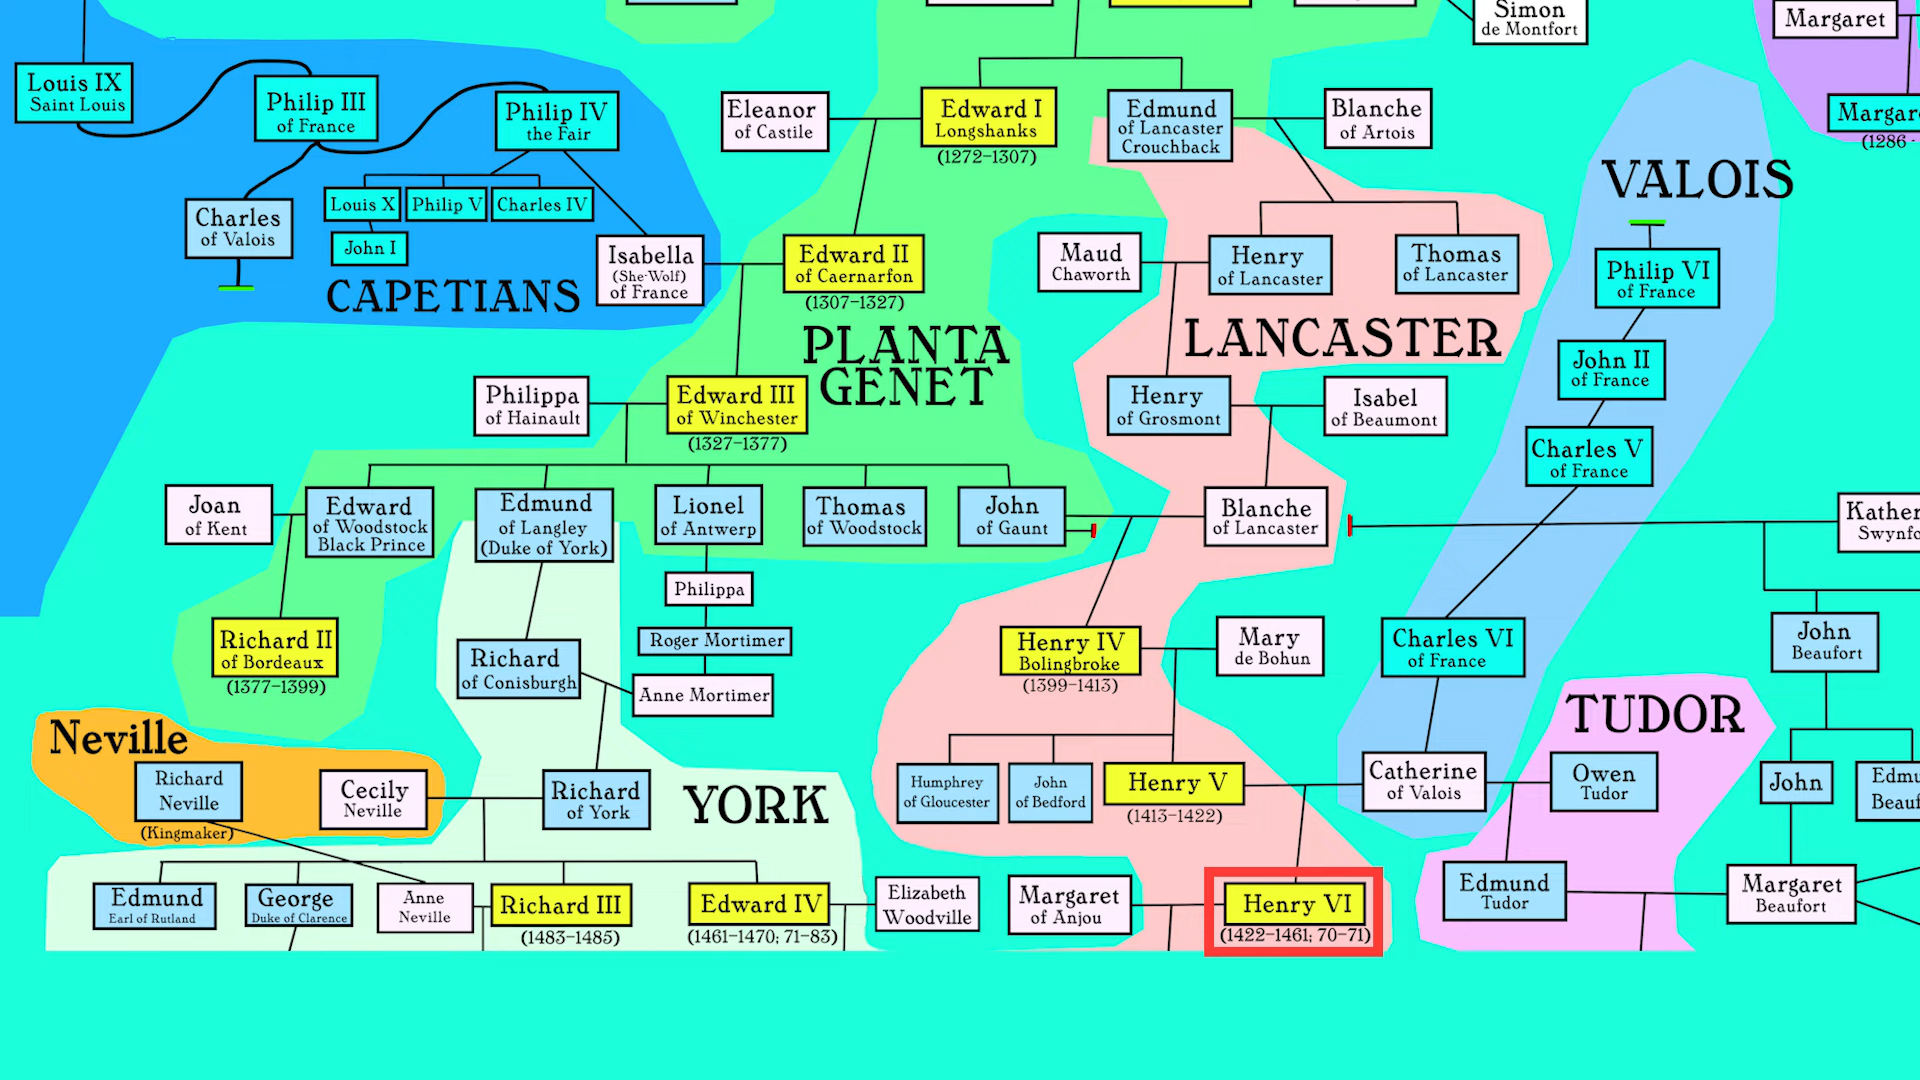 Simon
de Montfort
Margaret
Louis IX
Saint Louis
Philip III
of France
Philip IV
the Fair
Eleanor
of Castile
Edward I
Longshanks
(1272–1307)
Edmund
of Lancaster
Crouchback
Blanche
of Artois
(1286 -
VALOIS
Charles
of Valois
Louis X
Philip V
Charles IV
John I
Isabella
(She-Wolf)
of France
CAPETIANS
Edward II
of Caernarfon
(1307–1327)
Maud
Chaworth
Henry
of Lancaster
Thomas
of Lancaster
Philip VI
of France
PLANTA
GENET
LANCASTER
John II
of France
Philippa
of Hainault
Edward III
of Winchester
(1327–1377)
Henry
of Grosmont
Isabel
of Beaumont
Charles V
of France
Joan
of Kent
Edward
of Woodstock
Black Prince
Edmund
of Langley
(Duke of York)
Lionel
of Antwerp
Thomas
of Woodstock
John
of Gaunt
Blanche
of Lancaster
Philippa
Roger Mortimer
Anne Mortimer
Richard II
of Bordeaux
(1377–1399)
Richard
of Conisburgh
Henry IV
Bolingbroke
(1399–1413)
Mary
de Bohun
Charles VI
of France
John
Beaufort
TUDOR
Neville
Richard
Neville
(Kingmaker)
Cecily
Neville
Richard
of York
YORK
Humphrey
of Gloucester
John
of Bedford
Henry V
(1413–1422)
Catherine
of Valois
Owen
Tudor
John
Edmund
Earl of Rutland
George
Duke of Clarence
Anne
Neville
Richard III
(1483–1485)
Edward IV
(1461–1470; 71–83)
Elizabeth
Woodville
Margaret
of Anjou
Henry VI
(1422–1461; 70–71)
Edmund
Tudor
Margaret
Beaufort